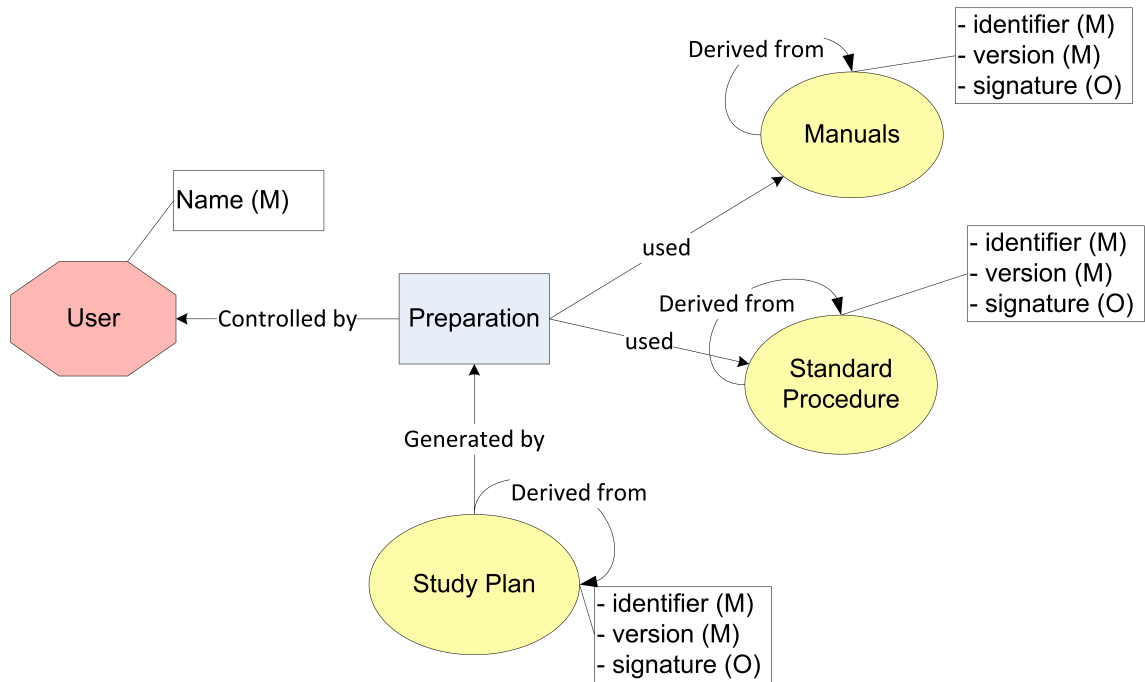 Derived from
- identifier (M)
- version (M)
- signature (O)
Manuals
Name (M)
used
- identifier (M)
- version (M)
- signature (O)
Derived from
User
Controlled by
Preparation
used
Standard
Procedure
Generated by
Derived from
Study Plan
- identifier (M)
- version (M)
- signature (O)